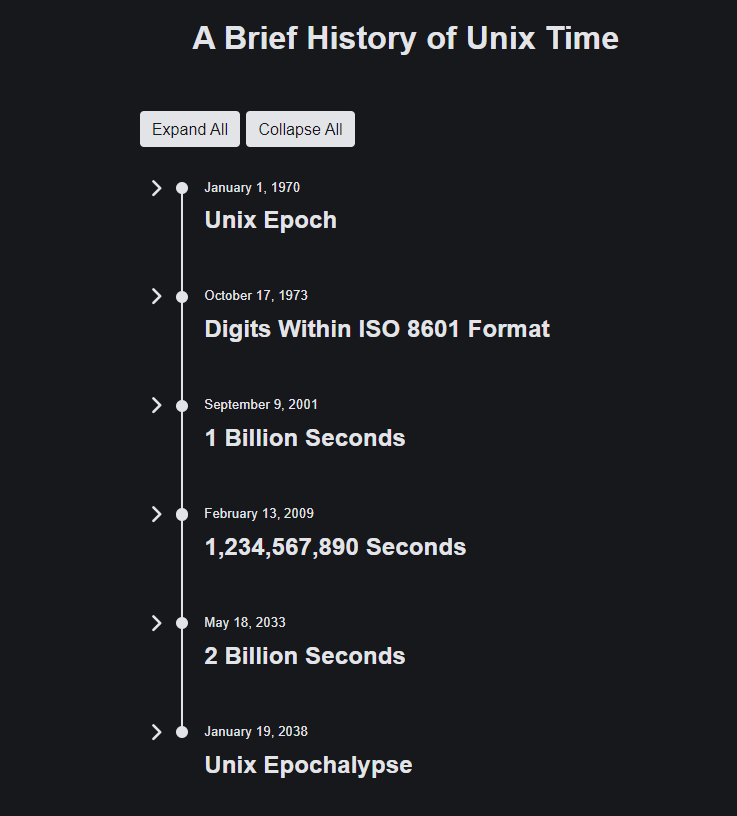 A Brief History of Unix Time
Expand All Collapse All
January 1, 1970
Unix Epoch
October 17, 1973
Digits Within ISO 8601 Format
September 9, 2001
1 Billion Seconds
February 13, 2009
1,234,567,890 Seconds
May 18, 2033
2 Billion Seconds
January 19, 2038
Unix Epochalypse